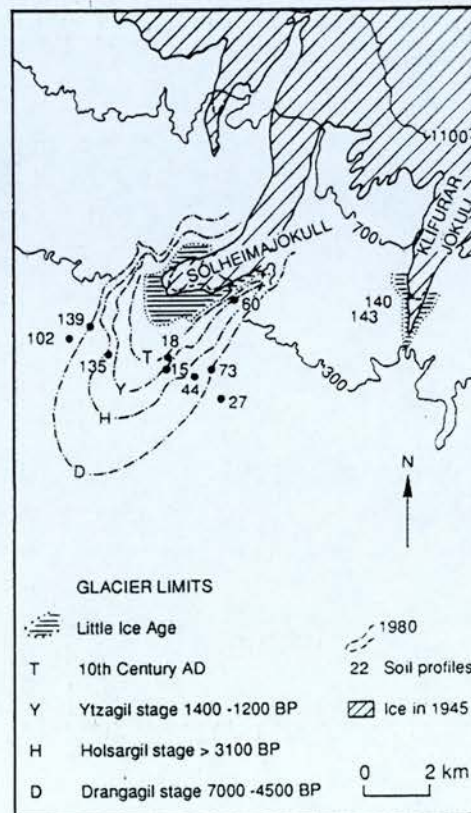 1100
KLIFURAR
JÖKULL
700
SÓLHEIMAJÖKULL
60
140
143
139
102
18
T
135
15
73
300
Y
44
27
H
D
N
GLACIER LIMITS
Little Ice Age
1980
T 10th Century AD
22 Soil profiles
Y Ytzagil stage 1400 -1200 BP
Ice in 1945
H Holsargil stage > 3100 BP
D Drangagil stage 7000 -4500 BP
0 2 km